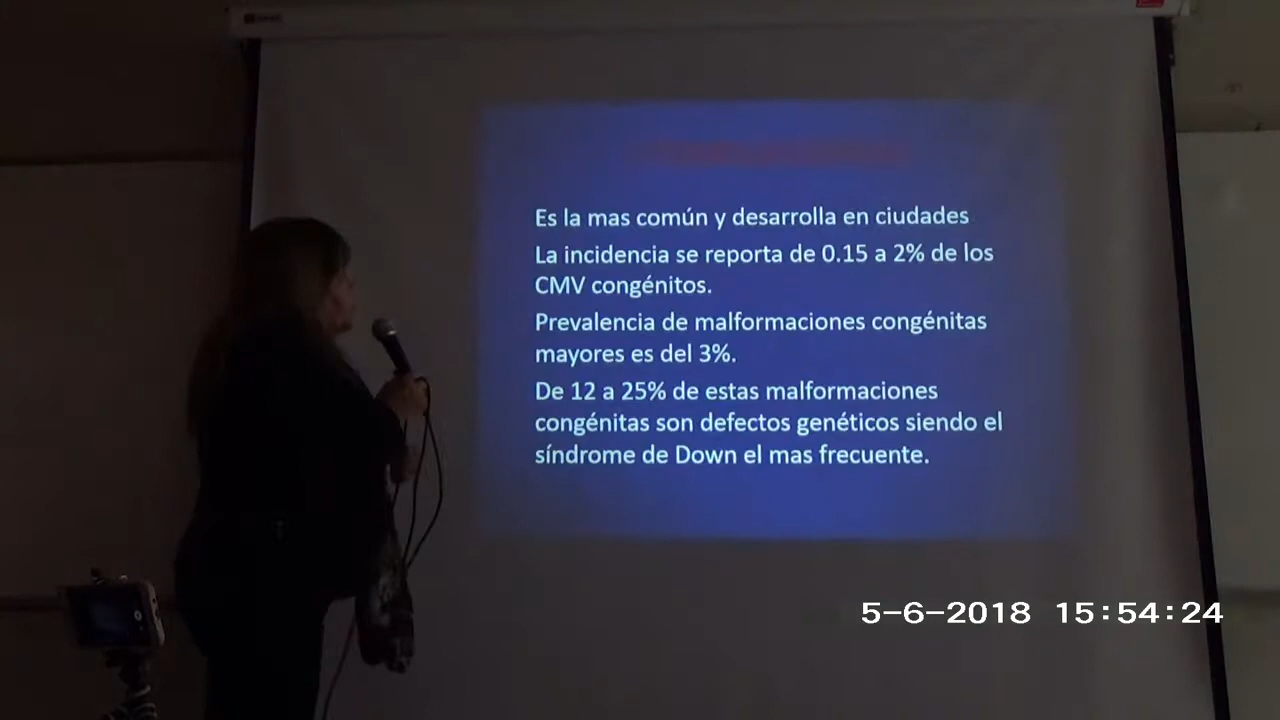 Es la mas común y desarrolla en ciudades
La incidencia se reporta de 0.15 a 2% de los
CMV congénitos.
Prevalencia de malformaciones congénitas
mayores es del 3%.
De 12 a 25% de estas malformaciones
congénitas son defectos genéticos siendo el
síndrome de Down el mas frecuente.
5-6-2018 15:54:24